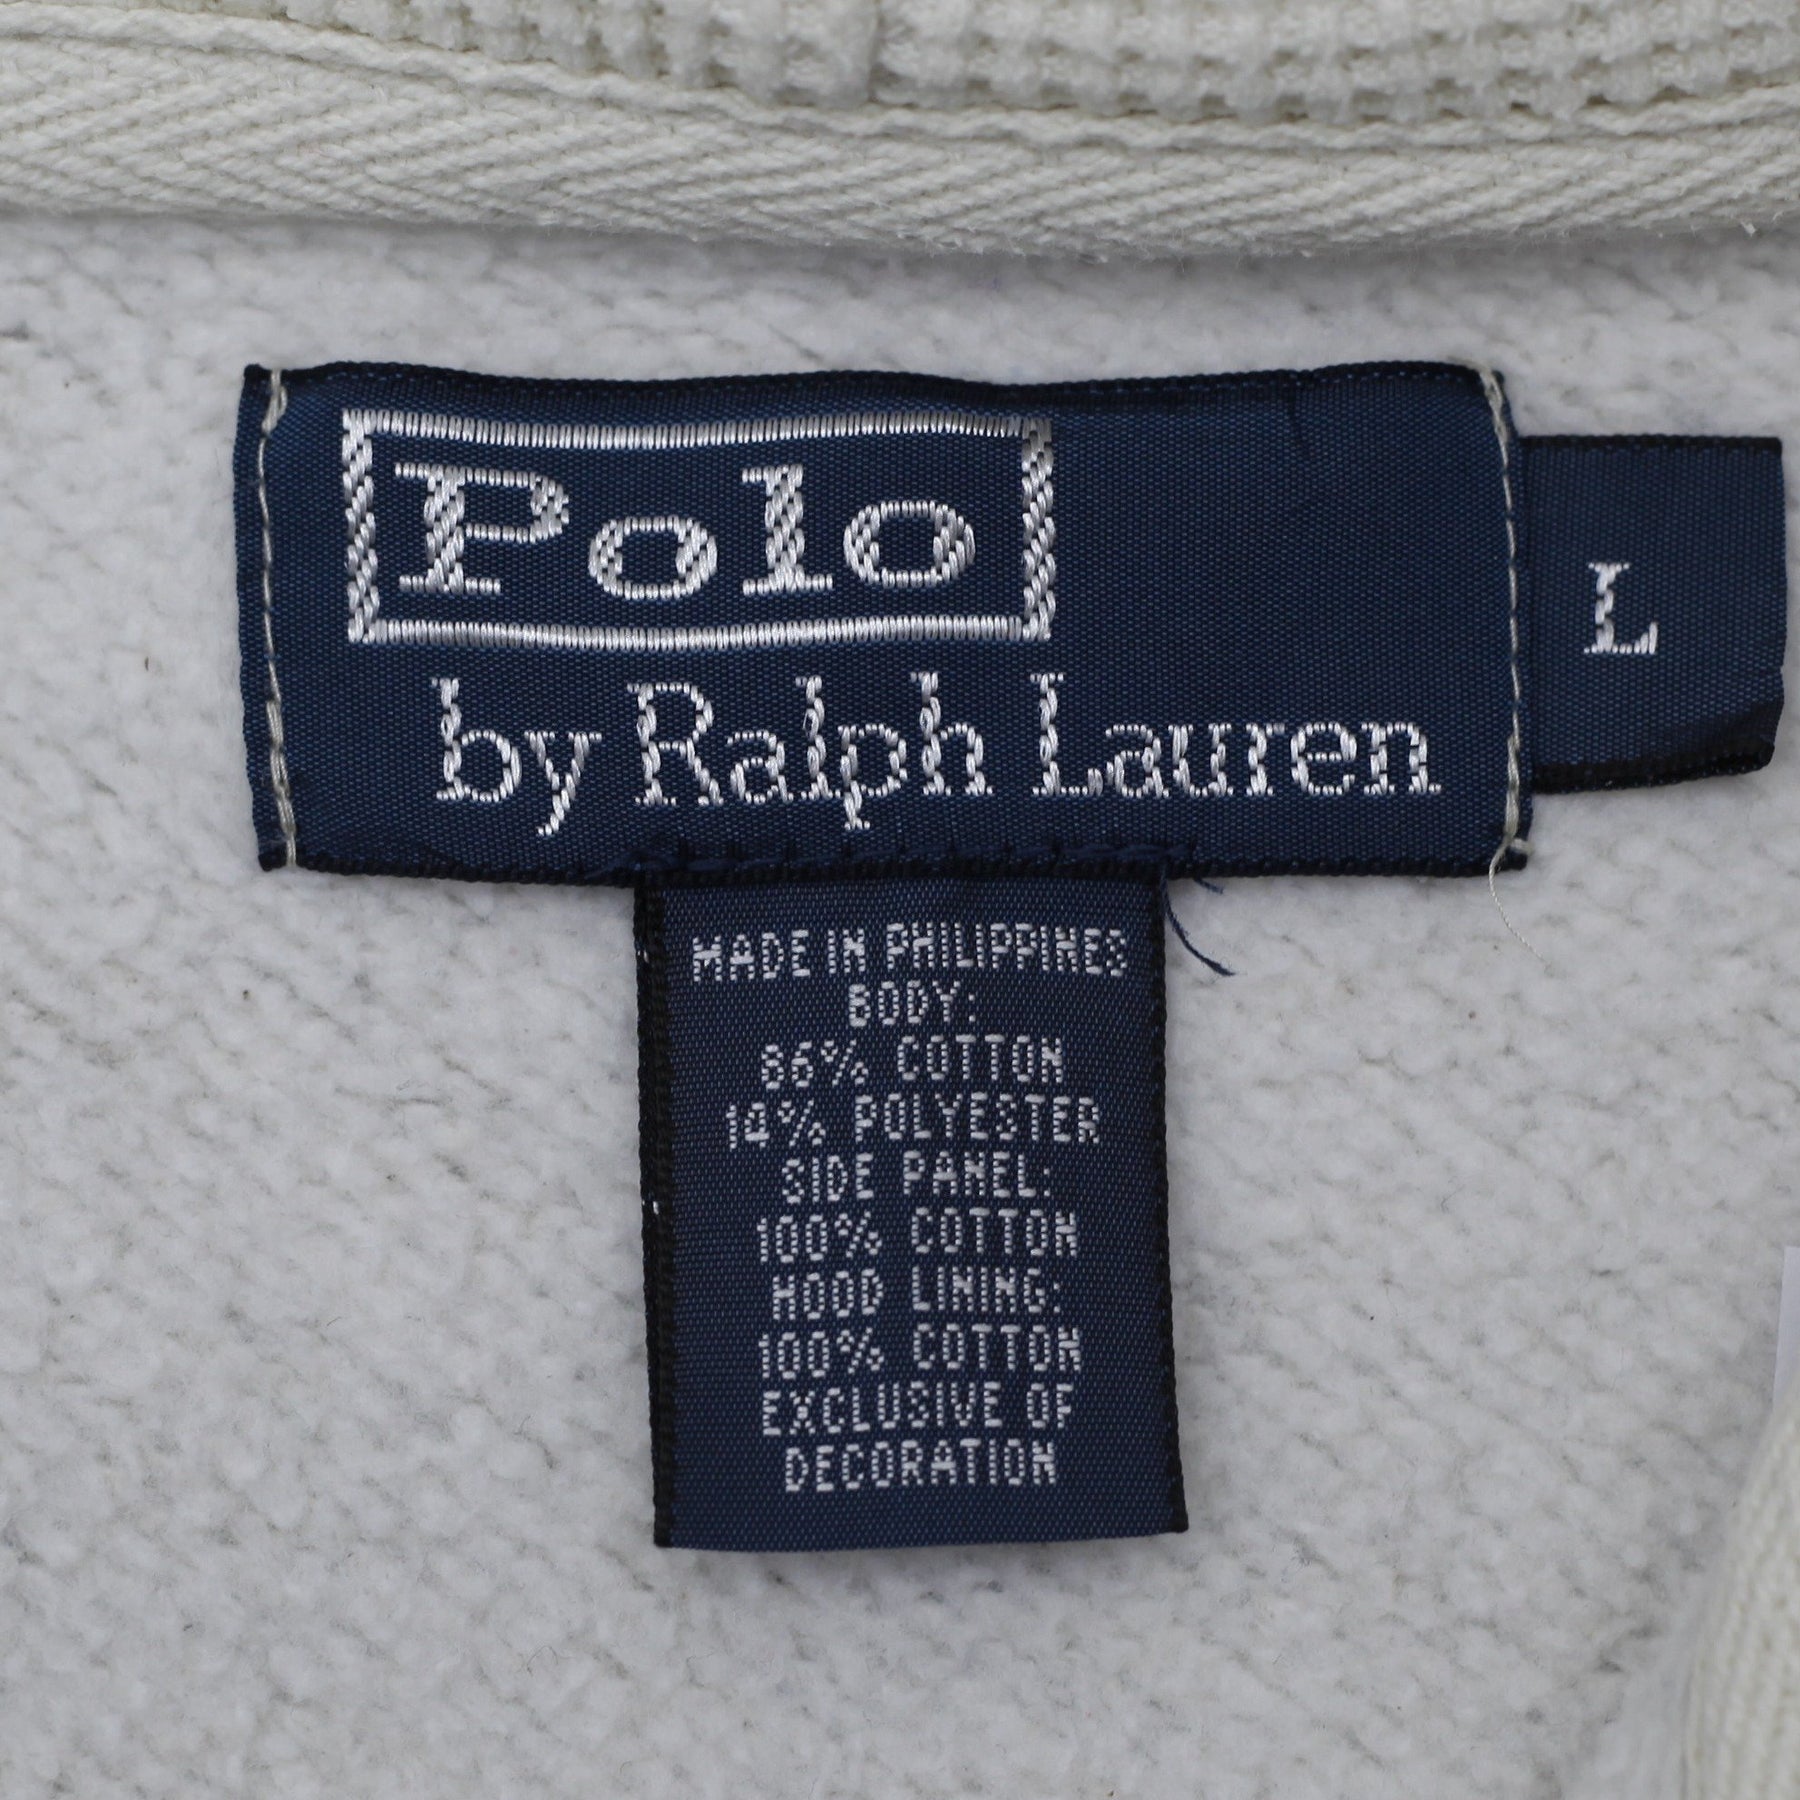 Polo
by Ralph Lauren
L
MADE IN PHILIPPINES
BODY:
86% COTTON
14% POLYESTER
SIDE PANEL:
100% COTTON
HOOD LINING:
100% COTTON
EXCLUSIVE OF
DECORATION